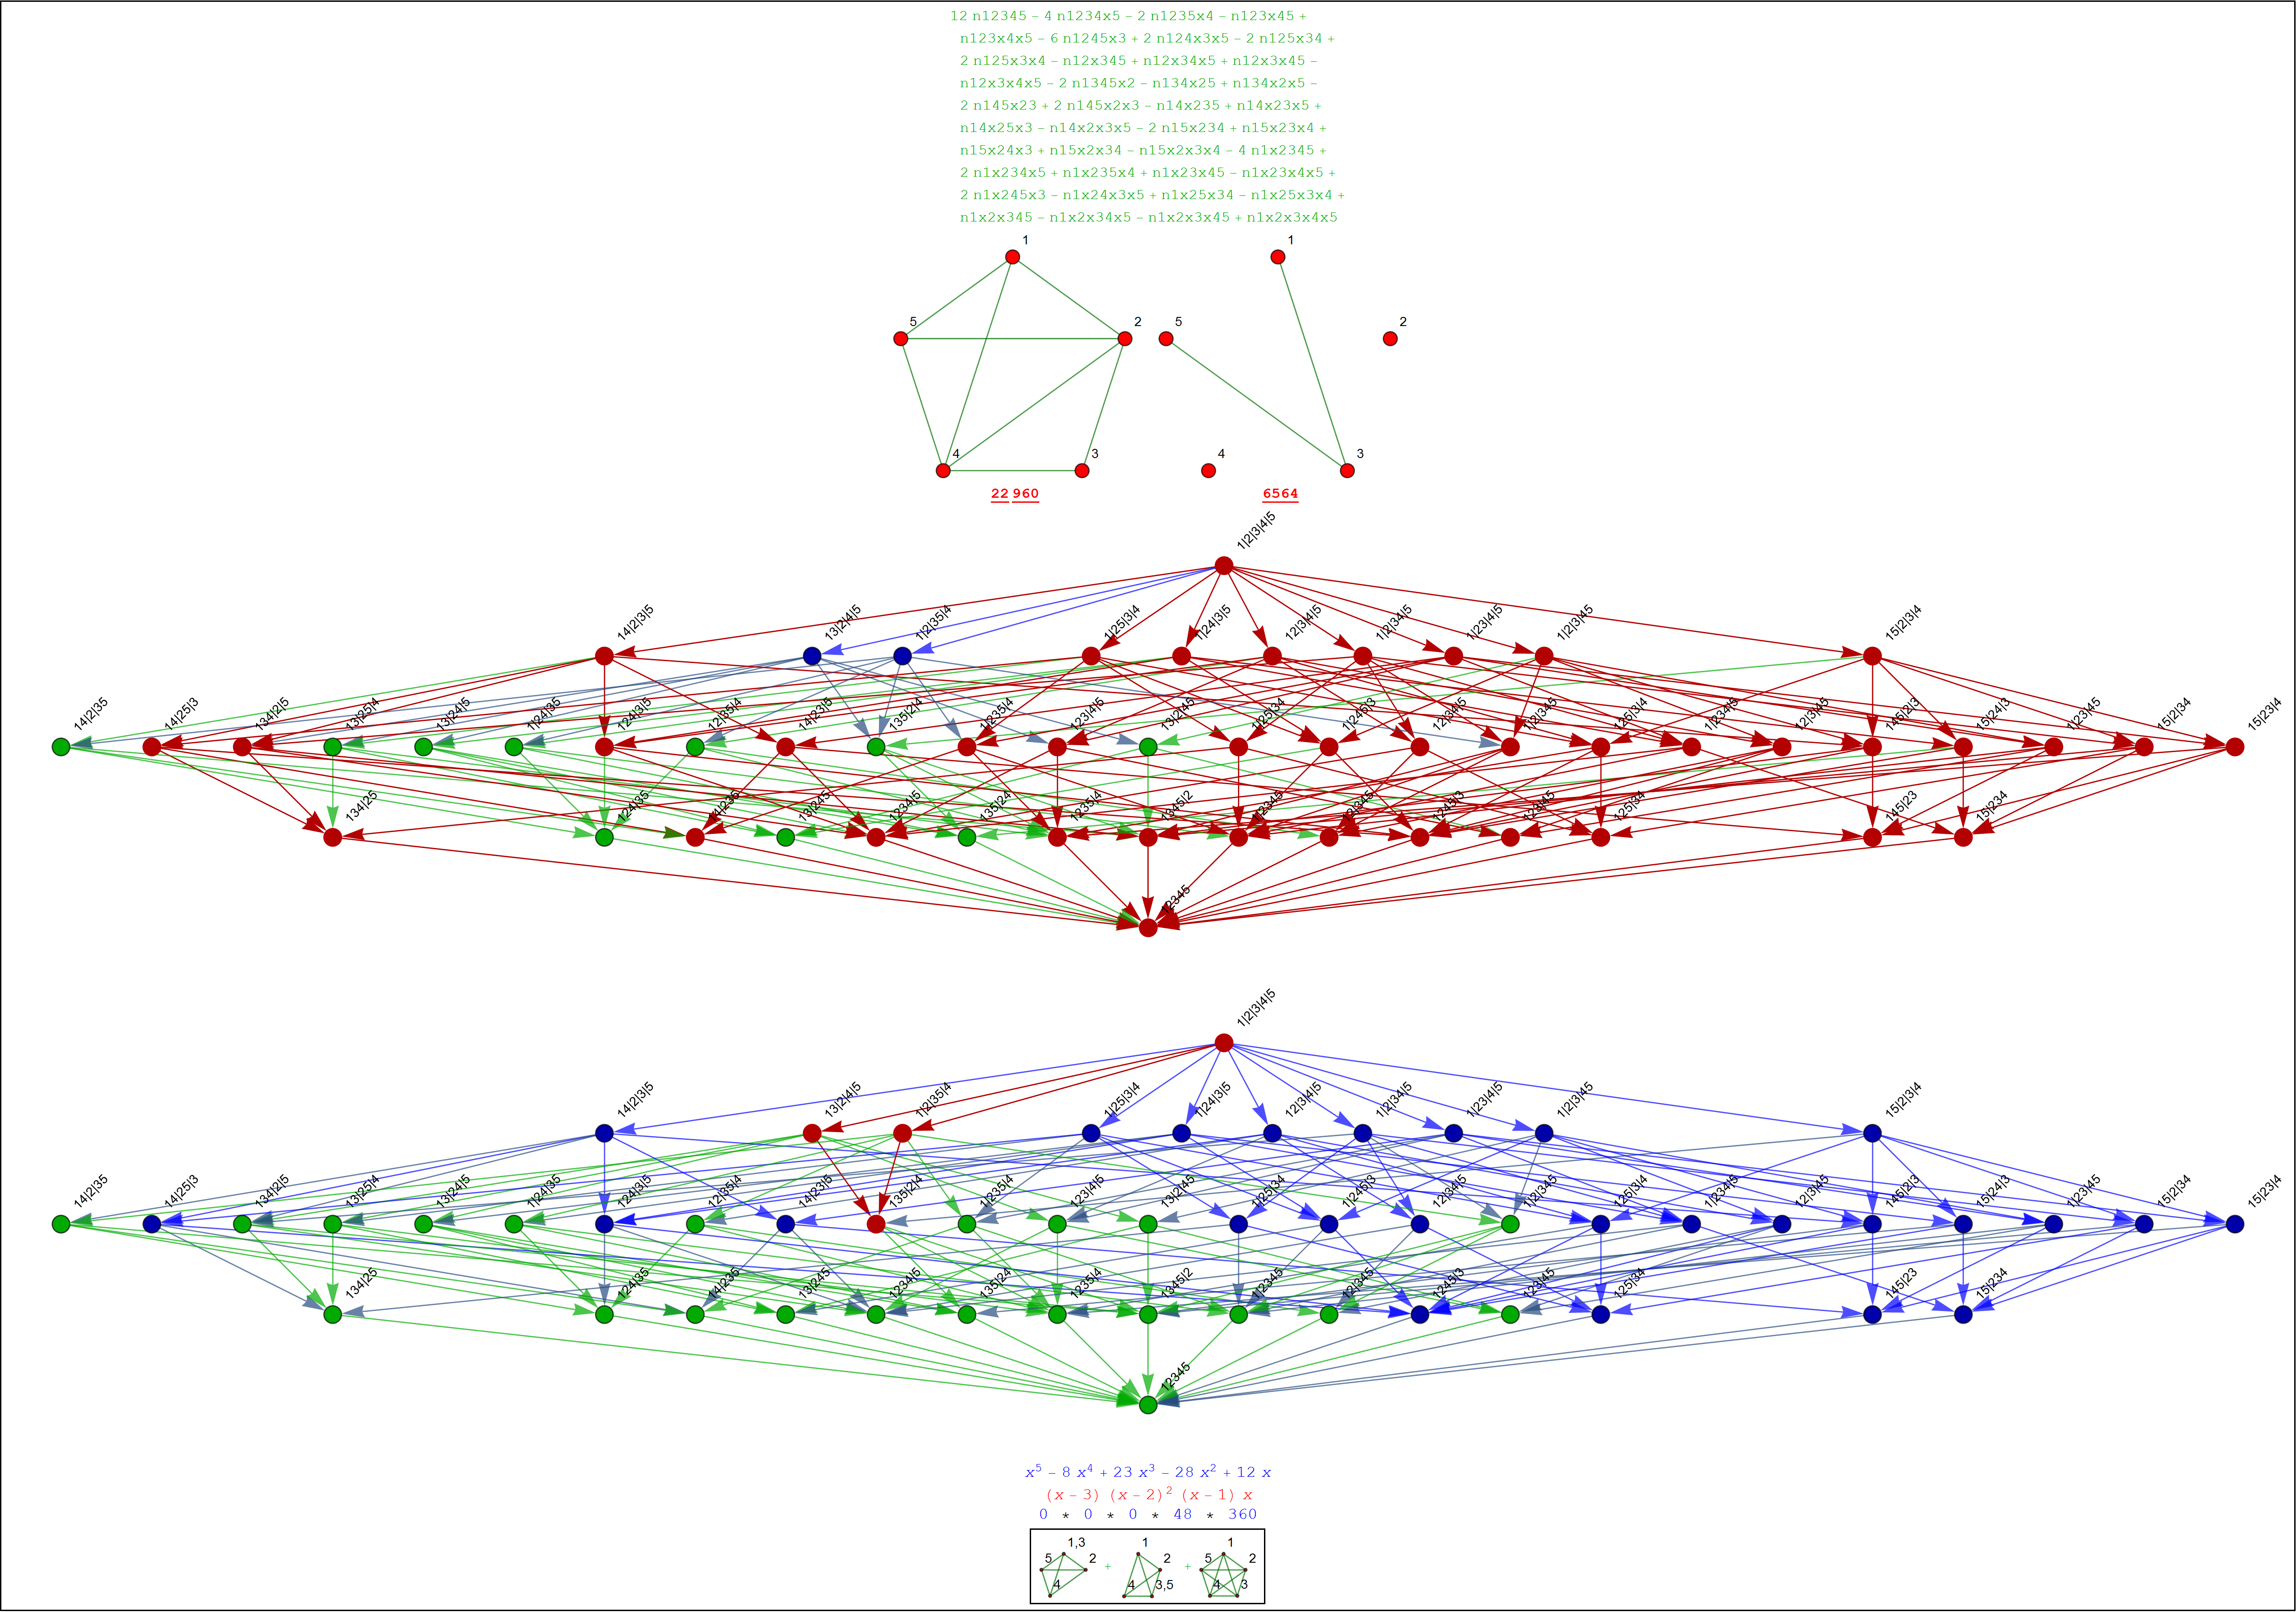 12 n12345 – 4 n1234x5 – 2 n1235x4 – n123x45 +
n123x4x5 – 6 n1245x3 + 2 n124x3x5 – 2 n125x34 +
2 n125x3x4 – n12x345 + n12x34x5 + n12x3x45 –
n12x3x4x5 – 2 n1345x2 – n134x25 + n134x2x5 –
2 n145x23 + 2 n145x2x3 – n14x235 + n14x23x5 +
n14x25x3 – n14x2x3x5 – 2 n15x234 + n15x23x4 +
n15x24x3 + n15x2x34 – n15x2x3x4 – 4 n1x2345 +
2 n1x234x5 + n1x235x4 + n1x23x45 – n1x23x4x5 +
2 n1x245x3 – n1x24x3x5 + n1x25x34 – n1x25x3x4 +
n1x2x345 – n1x2x34x5 – n1x2x3x45 + n1x2x3x4x5
1 1
5 2 5 2
4 3 4 3
22 960 6564
1|2|3|4|5
14|2|3|5 13|2|4|5 1|2|35|4 1|25|3|4 1|24|3|5 12|3|4|5 1|2|34|5 1|23|4|5 1|2|3|45 15|2|3|4
14|2|35 14|25|3 134|2|5 13|25|4 13|24|5 1|24|35 124|3|5 12|35|4 14|23|5 135|2|4 1|235|4 123|4|5 13|2|45 1|25|34 1|245|3 12|34|5 1|2|345 125|3|4 1|234|5 12|3|45 145|2|3 15|24|3 1|23|45 15|2|34 15|23|4
134|25 124|35 14|235 13|245 1234|5 135|24 1235|4 1345|2 1|2345 12|345 1245|3 123|45 125|34 145|23 15|234
12345
1|2|3|4|5
14|2|3|5 13|2|4|5 1|2|35|4 1|25|3|4 1|24|3|5 12|3|4|5 1|2|34|5 1|23|4|5 1|2|3|45 15|2|3|4
14|2|35 14|25|3 134|2|5 13|25|4 13|24|5 1|24|35 124|3|5 12|35|4 14|23|5 135|2|4 1|235|4 123|4|5 13|2|45 1|25|34 1|245|3 12|34|5 1|2|345 125|3|4 1|234|5 12|3|45 145|2|3 15|24|3 1|23|45 15|2|34 15|23|4
134|25 124|35 14|235 13|245 1234|5 135|24 1235|4 1345|2 1|2345 12|345 1245|3 123|45 125|34 145|23 15|234
12345
x⁵ – 8 x⁴ + 23 x³ – 28 x² + 12 x
(x – 3) (x – 2)² (x – 1) x
0 * 0 * 0 * 48 * 360
1,3 1 1
5 2 + 2 + 5 2
4 4 3,5 4 3